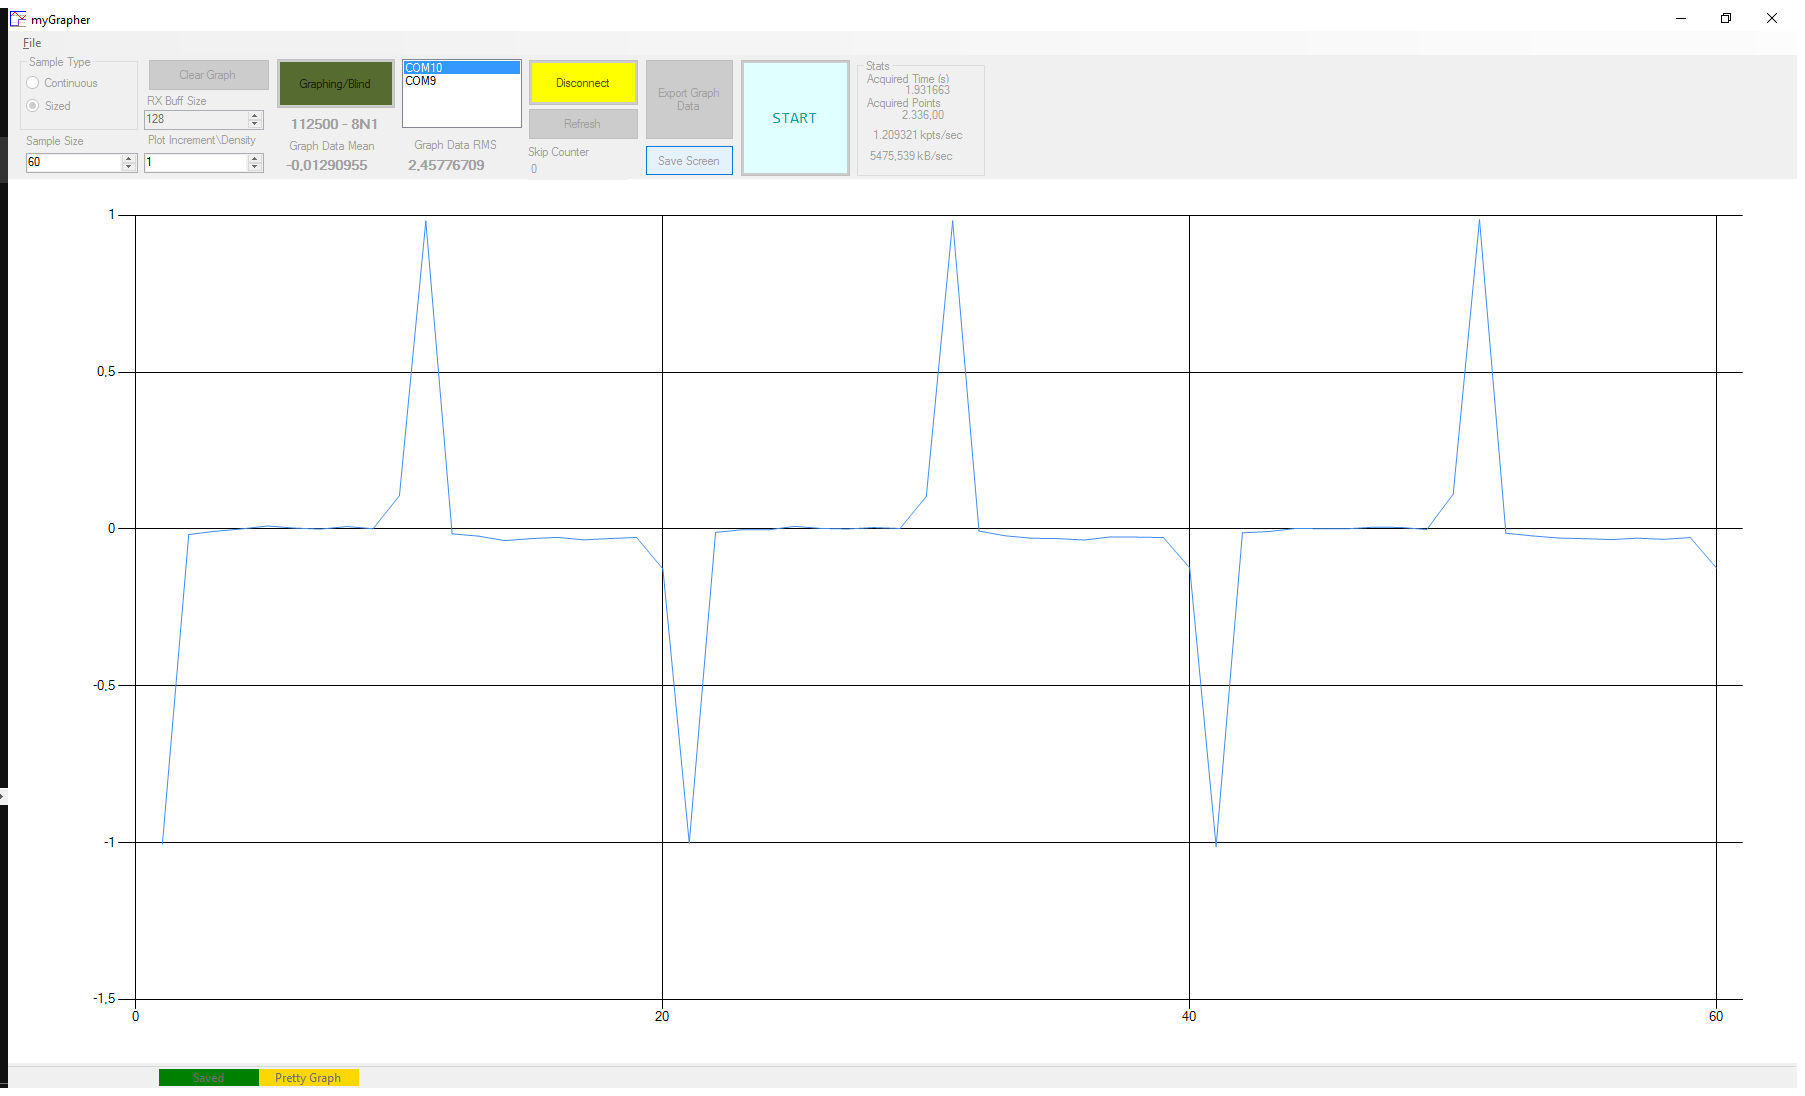 myGrapher
File
Sample Type
Continuous
Sized
Sample Size
60
Clear Graph
RX Buff Size
128
Plot Increment\Density
1
Graphing/Blind
112500 - 8N1
Graph Data Mean
-0,01290955
COM10
COM9
Graph Data RMS
2,45776709
Disconnect
Refresh
Skip Counter
0
Export Graph
Data
Save Screen
START
Stats
Acquired Time (s)
1.931663
Acquired Points
2.336,00
1.209321 kpts/sec
5475,539 kB/sec
1
0,5
0
-0,5
-1
-1,5
0
20
40
60
Saved
Pretty Graph